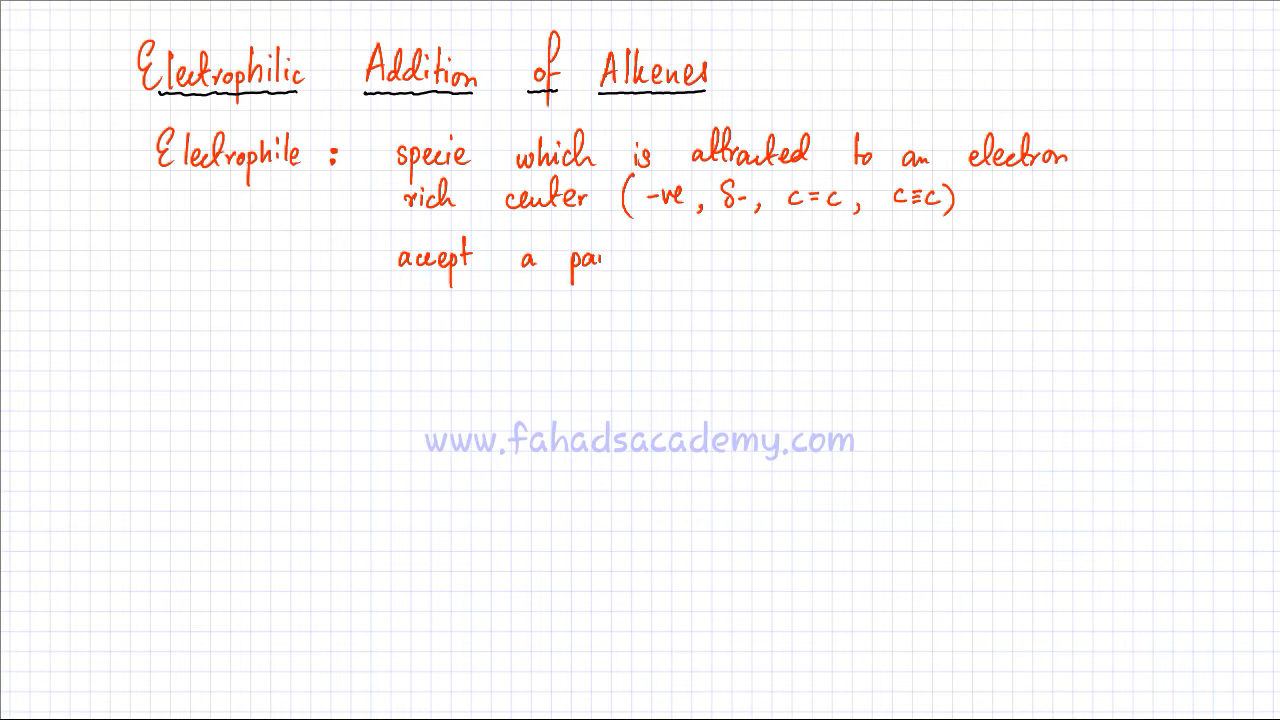 Electrophilic Addition of Alkenes
Electrophile : specie which is attracted to an electron
rich center ( -ve , δ- , C=C , C≡C )
accept a pai
www.fahadsacademy.com